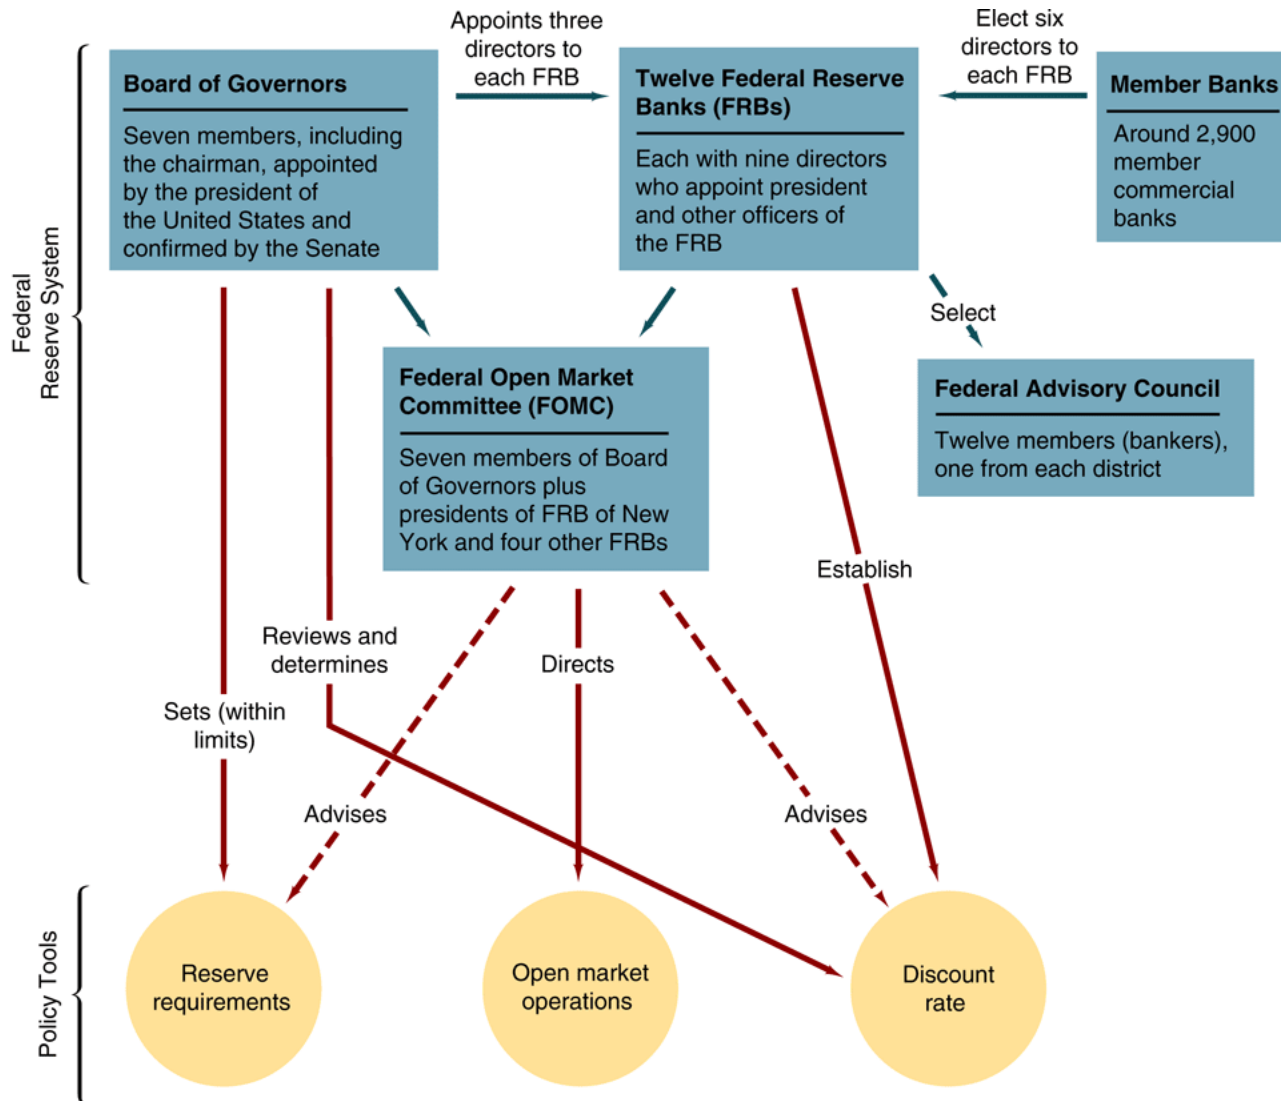 Appoints three
directors to
each FRB
Elect six
directors to
each FRB
Board of Governors
Seven members, including
the chairman, appointed
by the president of
the United States and
confirmed by the Senate
Twelve Federal Reserve
Banks (FRBs)
Each with nine directors
who appoint president
and other officers of
the FRB
Member Banks
Around 2,900
member
commercial
banks
Federal
Reserve System
Select
Federal Open Market
Committee (FOMC)
Seven members of Board
of Governors plus
presidents of FRB of New
York and four other FRBs
Federal Advisory Council
Twelve members (bankers),
one from each district
Establish
Reviews and
determines
Directs
Sets (within
limits)
Advises
Advises
Policy Tools
Reserve
requirements
Open market
operations
Discount
rate